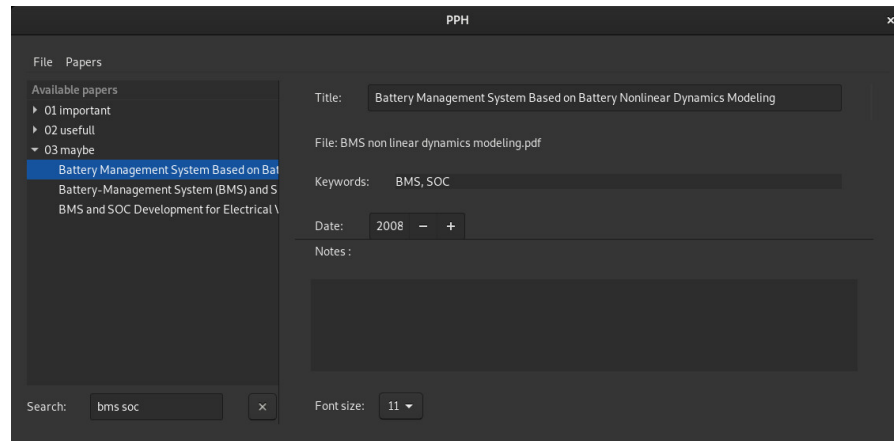 PPH
File Papers
Available papers
01 important
02 usefull
03 maybe
Battery Management System Based on Bat
Battery-Management System (BMS) and S
BMS and SOC Development for Electrical V
Search: bms soc
Title: Battery Management System Based on Battery Nonlinear Dynamics Modeling
File: BMS non linear dynamics modeling.pdf
Keywords: BMS, SOC
Date: 2008 − +
Notes :
Font size: 11